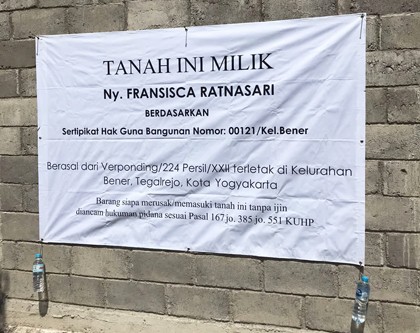 TANAH INI MILIK
Ny. FRANSISCA RATNASARI
BERDASARKAN
Sertipikat Hak Guna Bangunan Nomor: 00121/Kel.Bener
Berasal dari Verponding/224 Persil/XXII terletak di Kelurahan
Bener, Tegalrejo, Kota Yogyakarta
Barang siapa merusak/memasuki tanah ini tanpa ijin
diancam hukuman pidana sesuai Pasal 167 jo. 385 jo. 551 KUHP